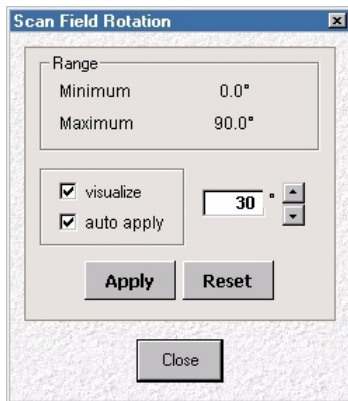 Scan Field Rotation
Range
Minimum 0.0°
Maximum 90.0°
visualize
30 °
auto apply
Apply Reset
Close